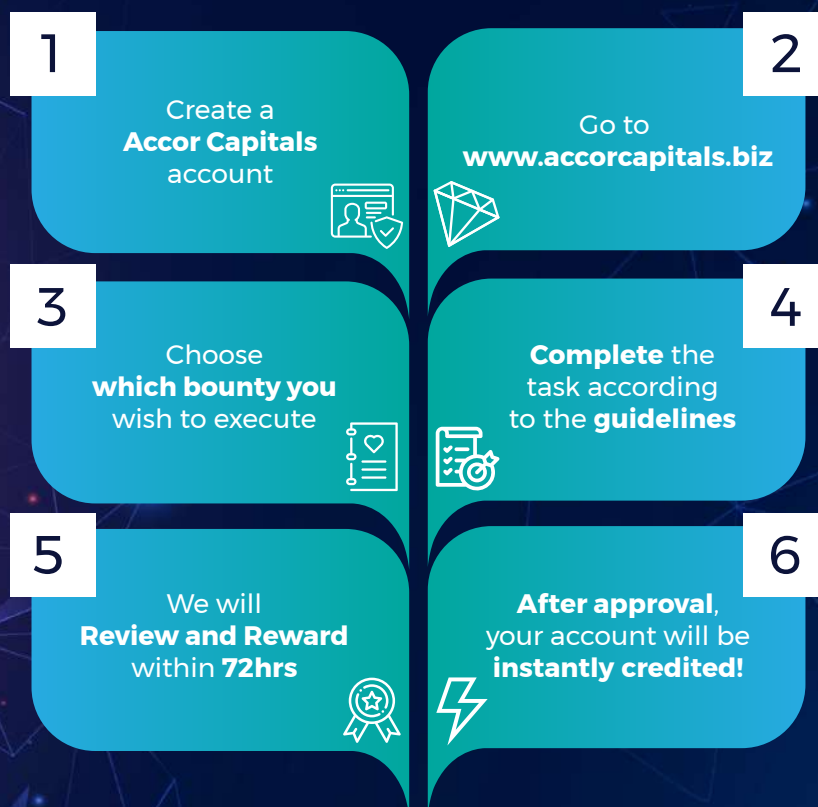 1
Create a
Accor Capitals
account
2
Go to
www.accorcapitals.biz
3
Choose
which bounty you
wish to execute
4
Complete the
task according
to the guidelines
5
We will
Review and Reward
within 72hrs
6
After approval,
your account will be
instantly credited!